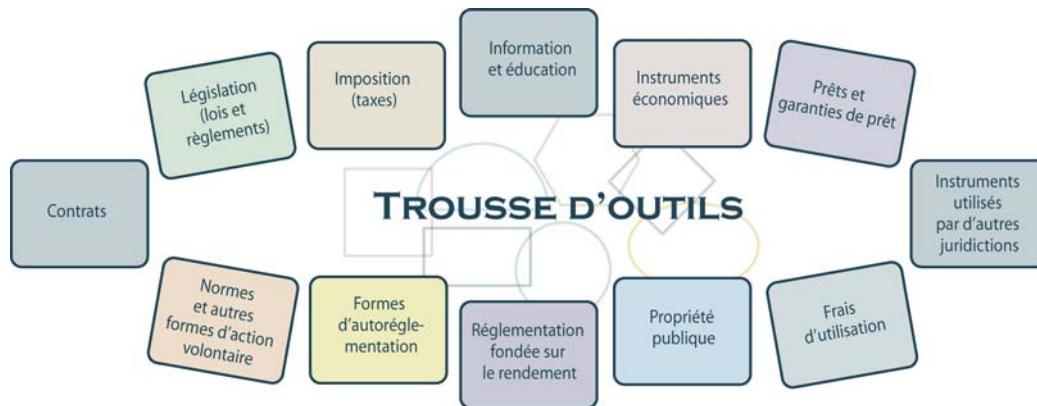 Information
et éducation
Imposition
(taxes)
Instruments
économiques
Législation
(lois et
règlements)
Prêts et
garanties de prêt
Contrats
TROUSSE D'OUTILS
Instruments
utilisés
par d'autres
juridictions
Normes
et autres
formes d'action
volontaire
Formes
d'autorégle-
mentation
Réglementation
fondée sur
le rendement
Propriété
publique
Frais
d'utilisation